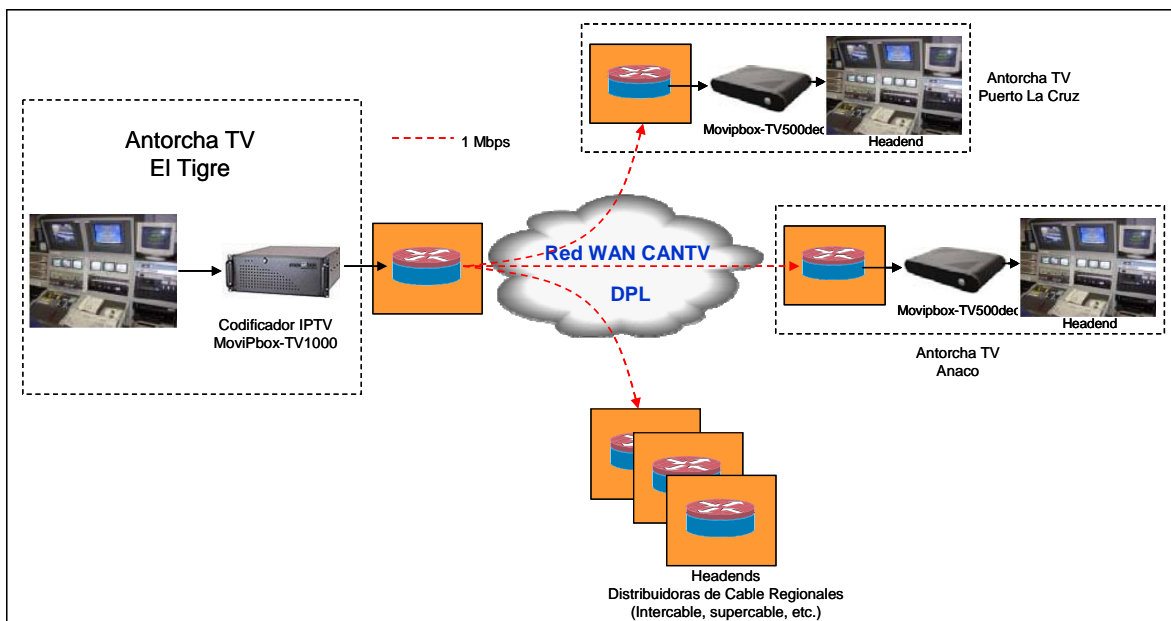 Antorcha TV
El Tigre
Codificador IPTV
MoviPbox-TV1000
1 Mbps
Red WAN CANTV
DPL
Movipbox-TV500dec
Headend
Antorcha TV
Puerto La Cruz
Movipbox-TV500dec
Headend
Antorcha TV
Anaco
Headends
Distribuidoras de Cable Regionales
(Intercable, supercable, etc.)